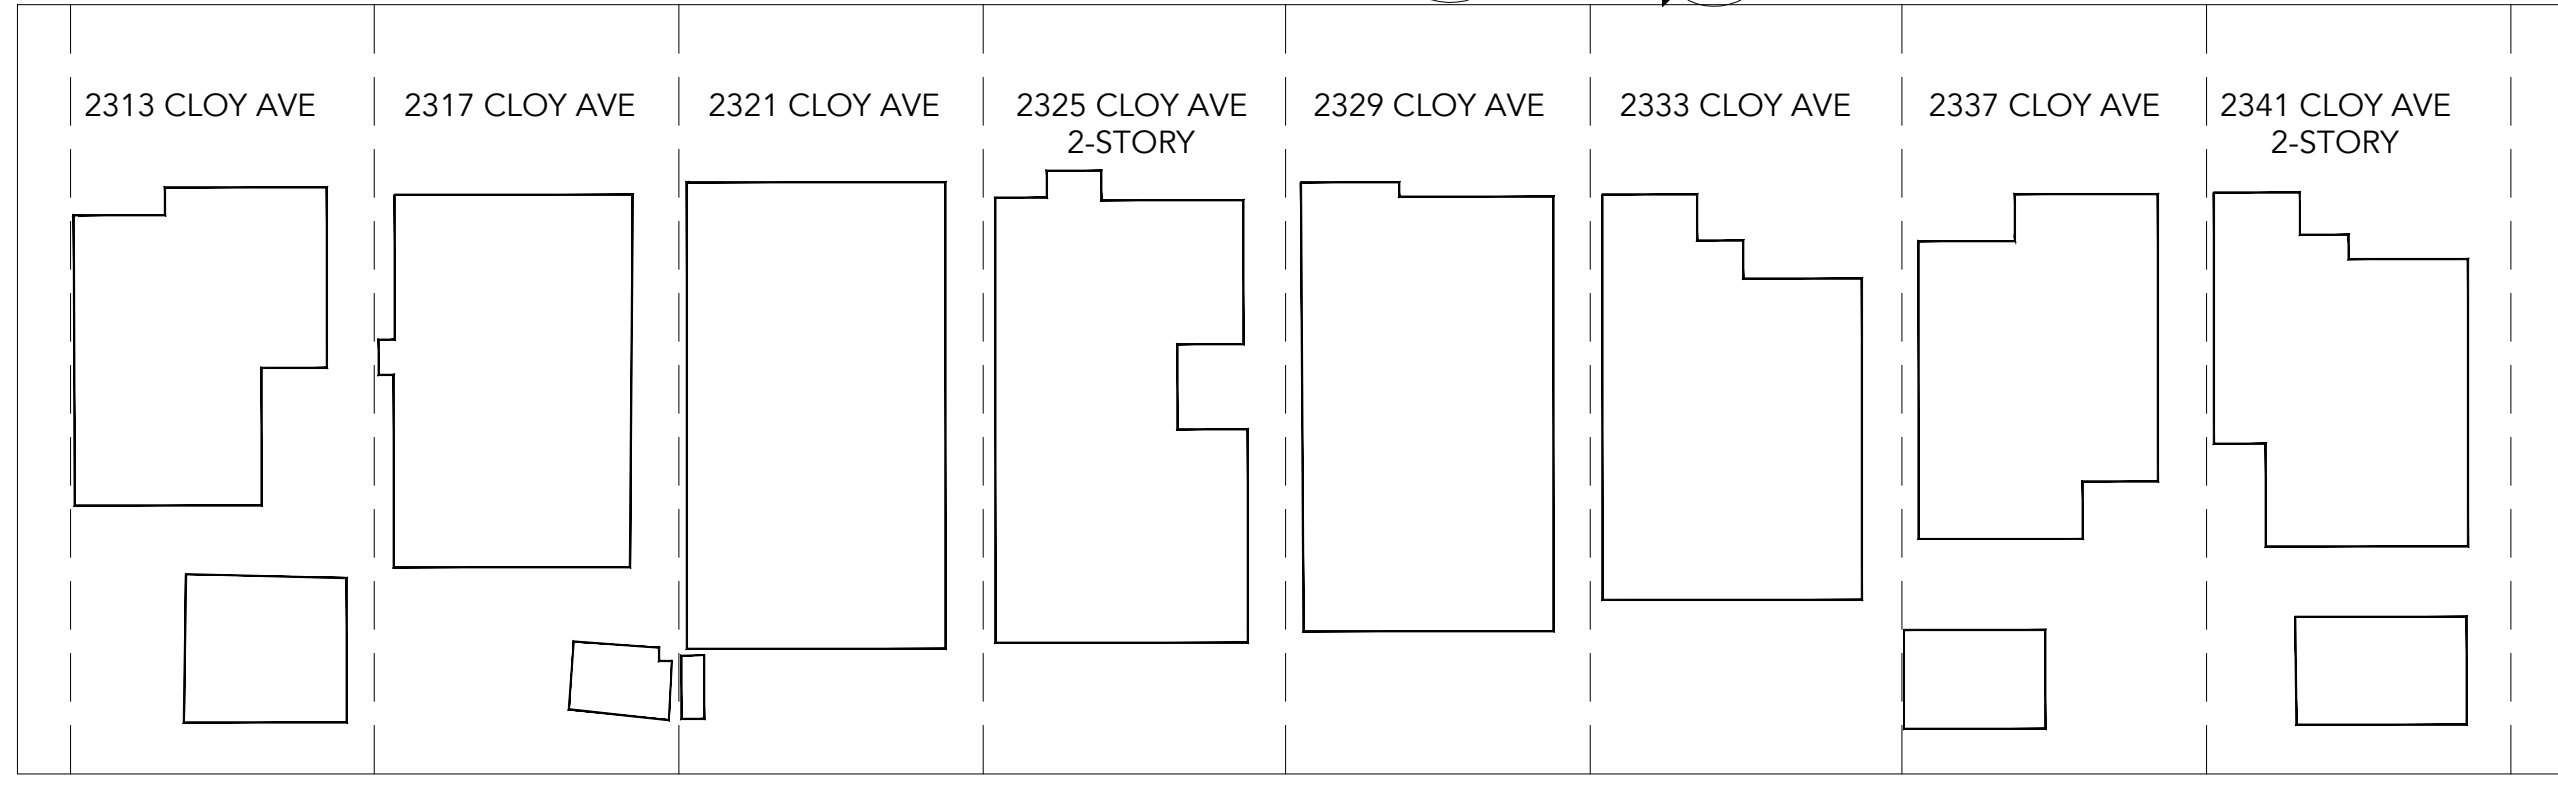 2313 CLOY AVE
2317 CLOY AVE
2321 CLOY AVE
2325 CLOY AVE
2-STORY
2329 CLOY AVE
2333 CLOY AVE
2337 CLOY AVE
2341 CLOY AVE
2-STORY